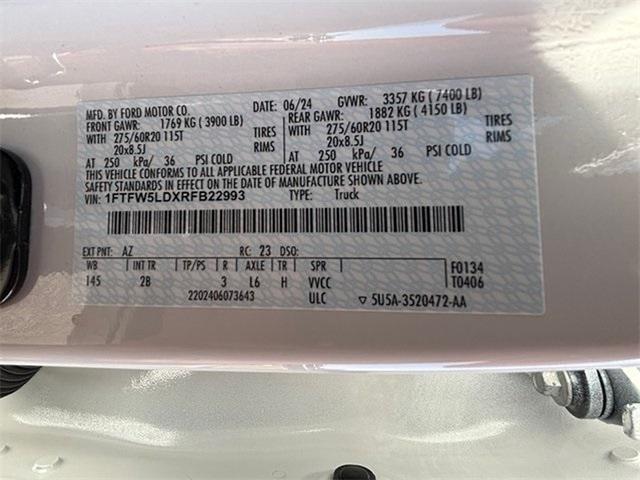 MFD. BY FORD MOTOR CO. DATE: 06/24 GVWR: 3357 KG ( 7400 LB)
FRONT GAWR: 1769 KG ( 3900 LB) REAR GAWR: 1882 KG ( 4150 LB)
275/60R20 115T TIRES 275/60R20 115T TIRES
WITH WITH
20x8.5J RIMS 20x8.5J RIMS
AT 250 kPa/ 36 PSI COLD AT 250 kPa/ 36 PSI COLD
THIS VEHICLE CONFORMS TO ALL APPLICABLE FEDERAL MOTOR VEHICLE
SAFETY STANDARDS IN EFFECT ON THE DATE OF MANUFACTURE SHOWN ABOVE.
VIN: 1FTFW5LDXRFB22993 TYPE: Truck
EXT PNT: AZ RC: 23 DSO:
WB INT TR TP/PS R AXLE TR SPR F0134
145 2B 3 L6 H VVCC T0406
2202406073643 ULC ▽ 5U5A-3520472-AA